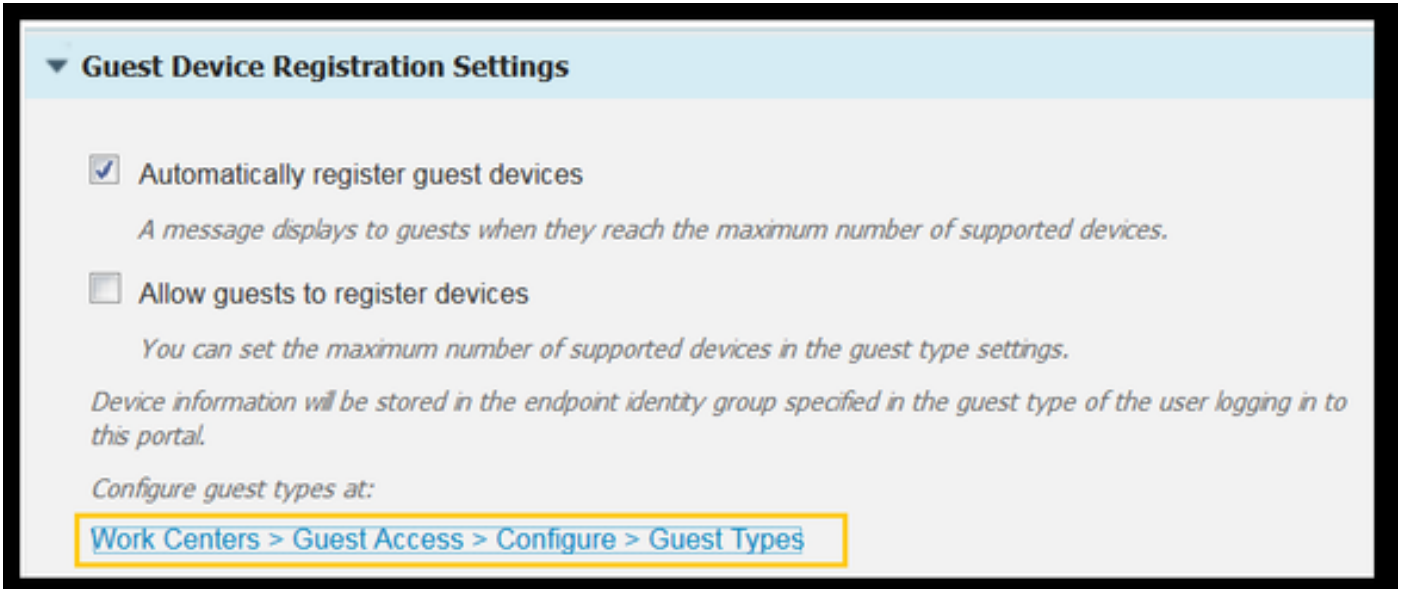 Guest Device Registration Settings
Automatically register guest devices
A message displays to guests when they reach the maximum number of supported devices.
Allow guests to register devices
You can set the maximum number of supported devices in the guest type settings.
Device information will be stored in the endpoint identity group specified in the guest type of the user logging in to
this portal.
Configure guest types at:
Work Centers > Guest Access > Configure > Guest Types